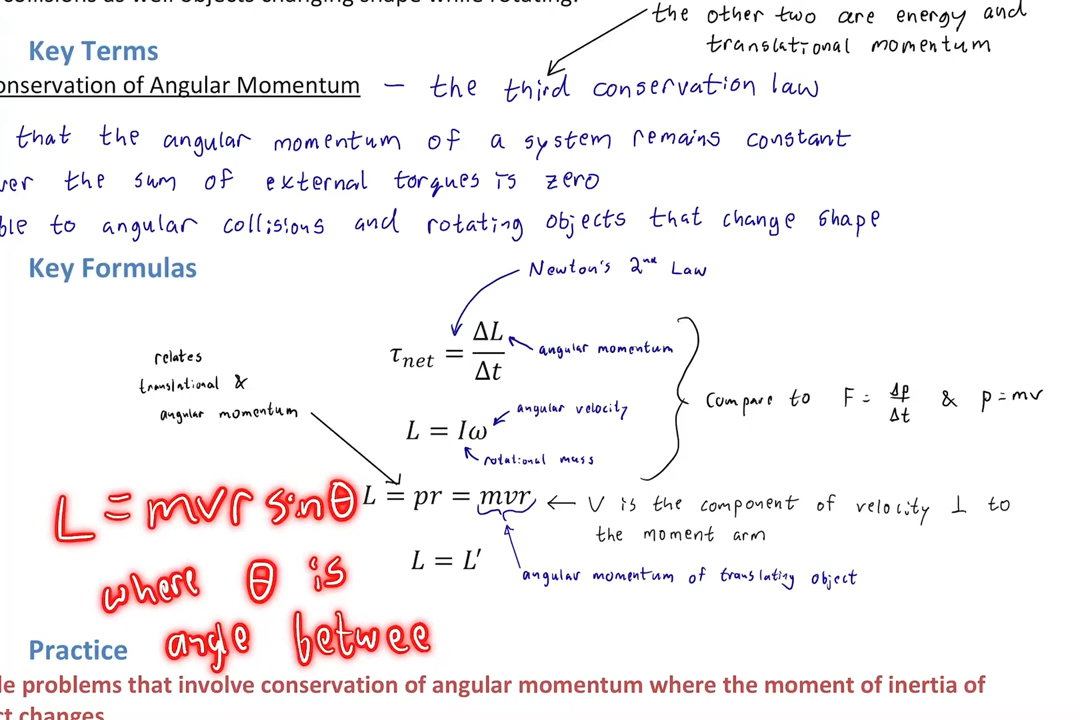 collisions as well objects changing shape while rotating.
the other two are energy and
translational momentum
Key Terms
onservation of Angular Momentum – the third conservation law
that the angular momentum of a system remains constant
ver the sum of external torques is zero
ble to angular collisions and rotating objects that change shape
Key Formulas
Newton's 2nd Law
τnet = ΔL/Δt
angular momentum
relates
translational &
angular momentum
angular velocity
L = Iω
rotational mass
Compare to F = Δp/Δt & p=mv
L = mvr sinθ
L = pr = mvr ← V is the component of velocity ⊥ to
the moment arm
where θ is
angle betwee
L = L′
angular momentum of translating object
Practice
le problems that involve conservation of angular momentum where the moment of inertia of
ct changes